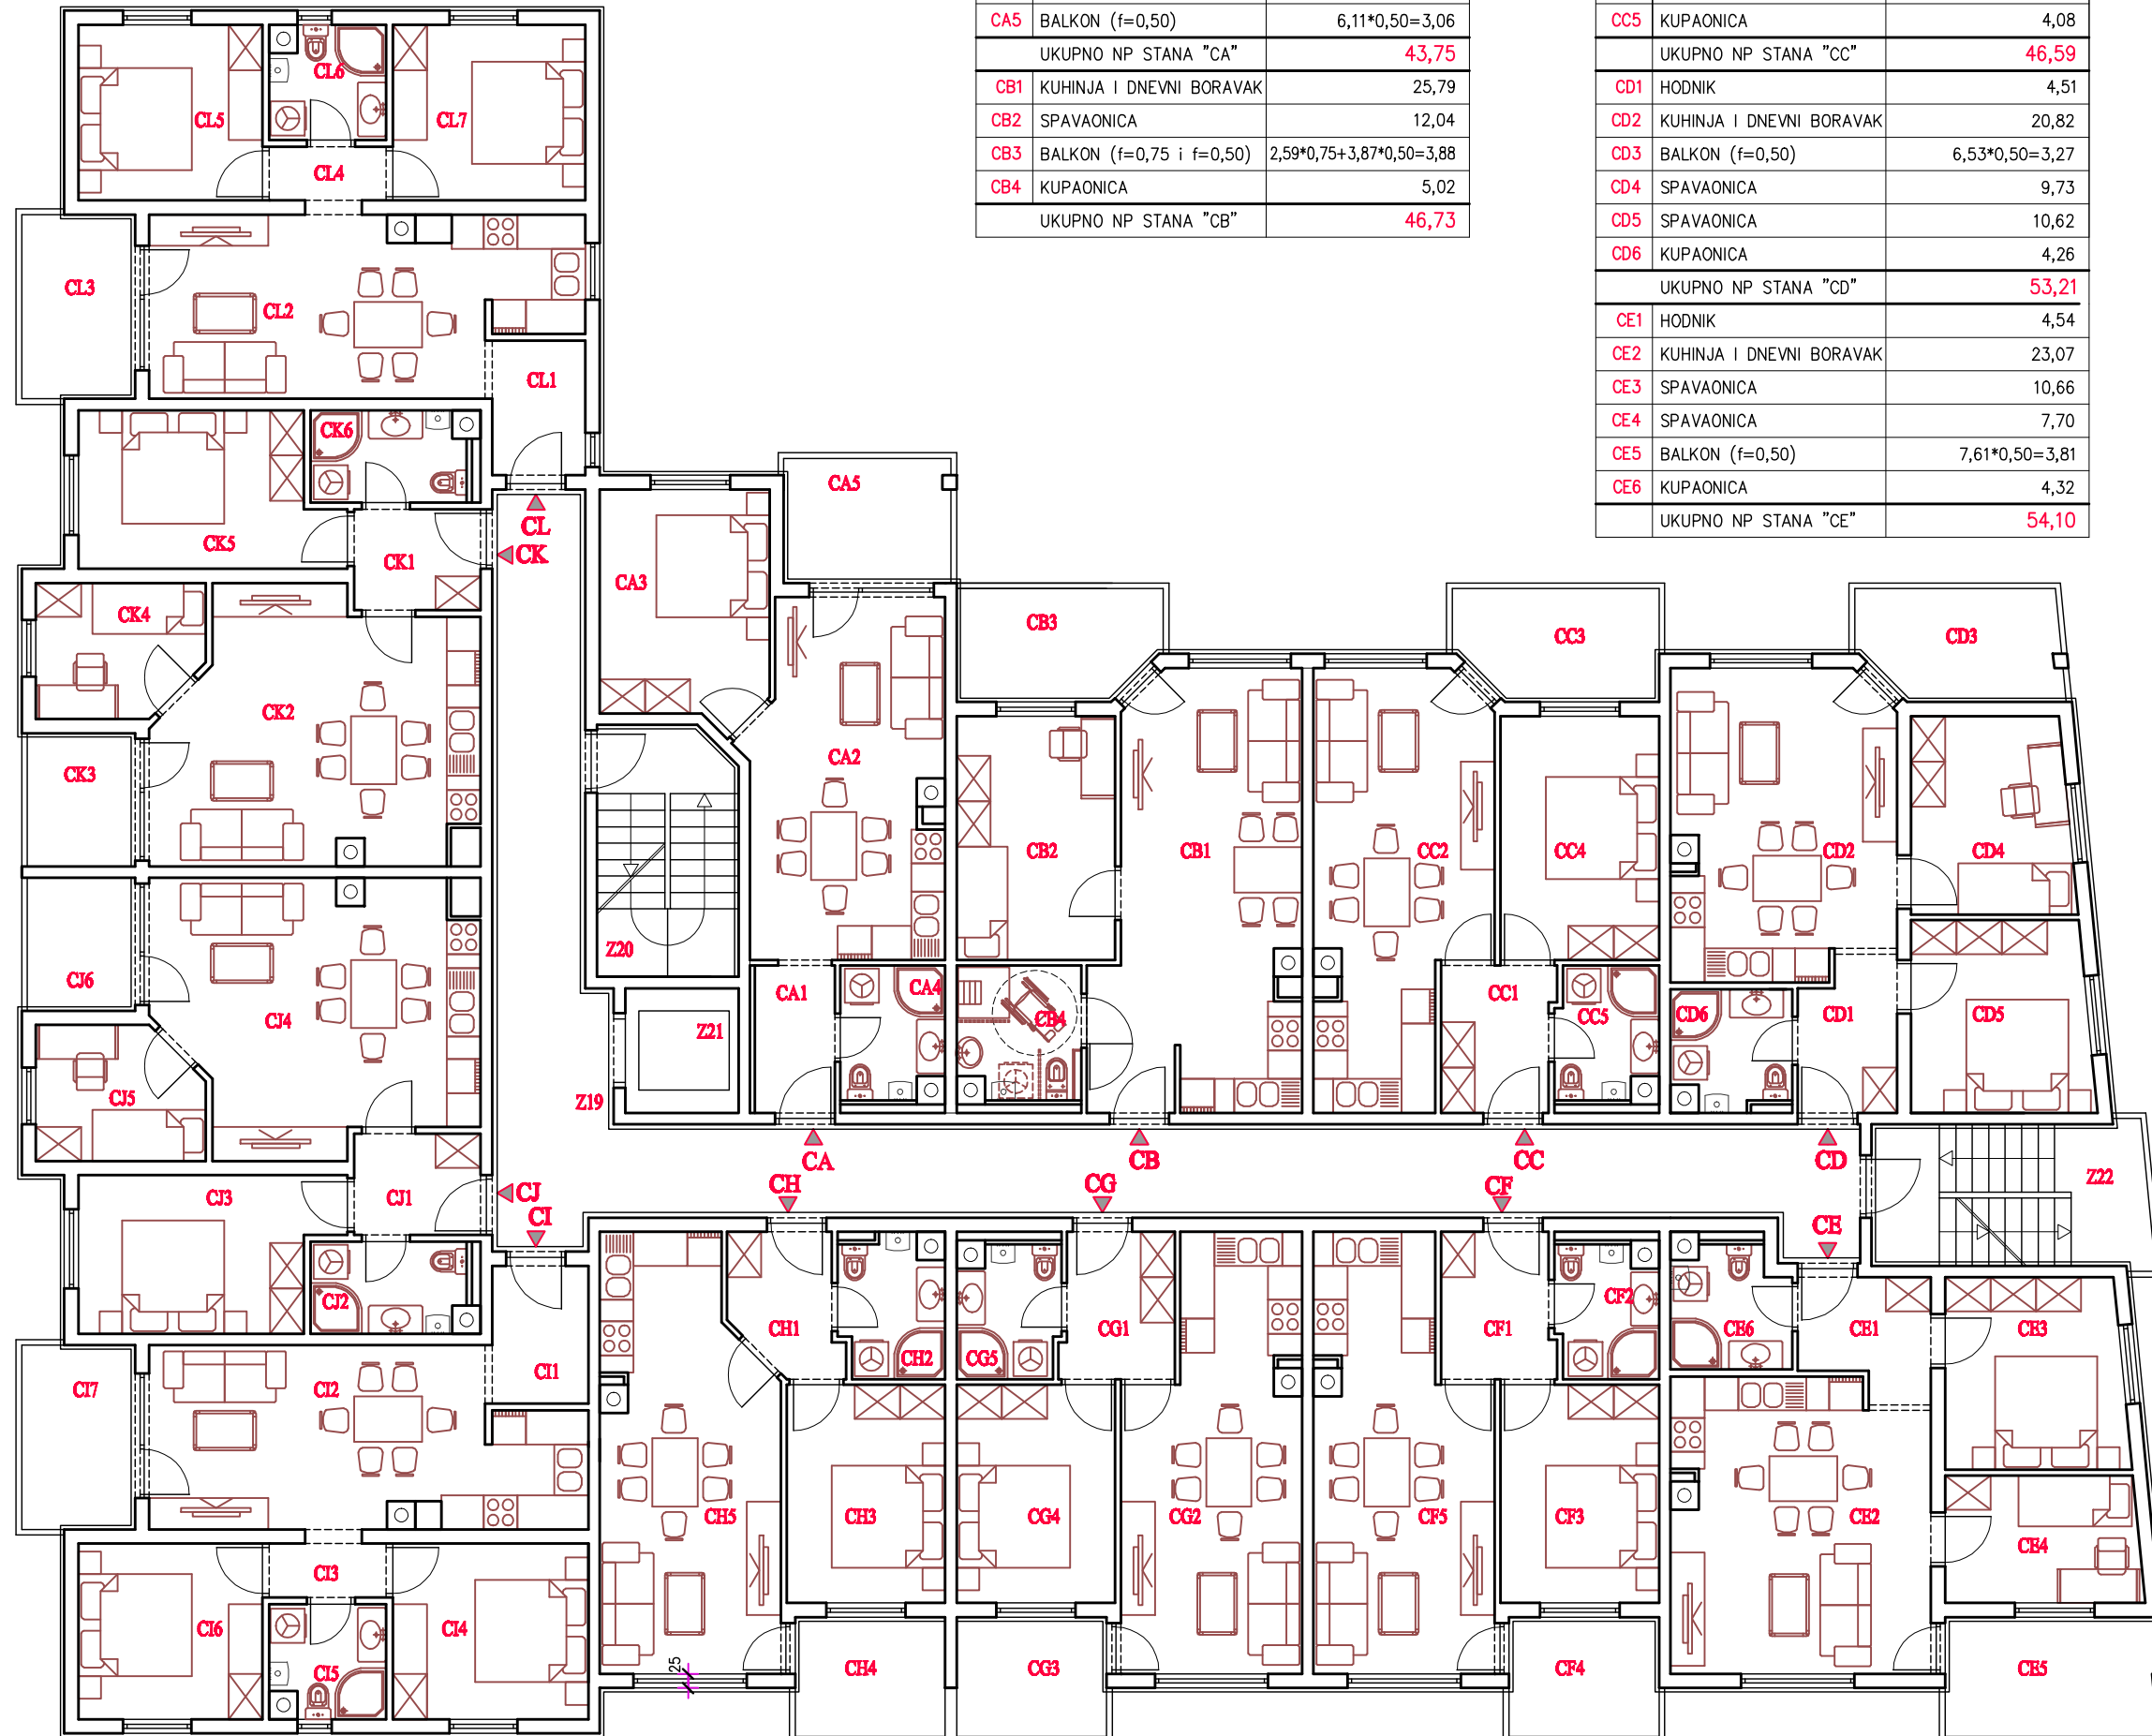 CA5 BALKON (f=0,50) 6,11*0,50=3,06
UKUPNO NP STANA "CA" 43,75
CB1 KUHINJA I DNEVNI BORAVAK 25,79
CB2 SPAVAONICA 12,04
CB3 BALKON (f=0,75 i f=0,50) 2,59*0,75+3,87*0,50=3,88
CB4 KUPAONICA 5,02
UKUPNO NP STANA "CB" 46,73
CC5 KUPAONICA 4,08
UKUPNO NP STANA "CC" 46,59
CD1 HODNIK 4,51
CD2 KUHINJA I DNEVNI BORAVAK 20,82
CD3 BALKON (f=0,50) 6,53*0,50=3,27
CD4 SPAVAONICA 9,73
CD5 SPAVAONICA 10,62
CD6 KUPAONICA 4,26
UKUPNO NP STANA "CD" 53,21
CE1 HODNIK 4,54
CE2 KUHINJA I DNEVNI BORAVAK 23,07
CE3 SPAVAONICA 10,66
CE4 SPAVAONICA 7,70
CE5 BALKON (f=0,50) 7,61*0,50=3,81
CE6 KUPAONICA 4,32
UKUPNO NP STANA "CE" 54,10
CL6
CL5
CL7
CL4
CL3
CL2
CL1
CK6
CK5
CK1
CL
CK
CK4
CK2
CK3
CA5
CA3
CA2
CB3
CC3
CD3
CB2
CB1
CC2
CC4
CD2
CD4
Z20
CJ6
CJ4
CJ5
Z21
Z19
CA1
CA4
CB4
CC1
CC5
CD6
CD1
CD5
CA
CB
CC
CD
Z22
CJ3
CJ1
CJ
CI
CH
CG
CF
CE
CJ2
CI7
CI2
CI1
CH1
CH2
CG5
CG1
CF1
CF2
CE6
CE1
CE3
CH5
CH3
CG4
CG2
CF5
CF3
CE2
CE4
CI3
CI6
CI4
CI5
25
CH4
CG3
CF4
CE5